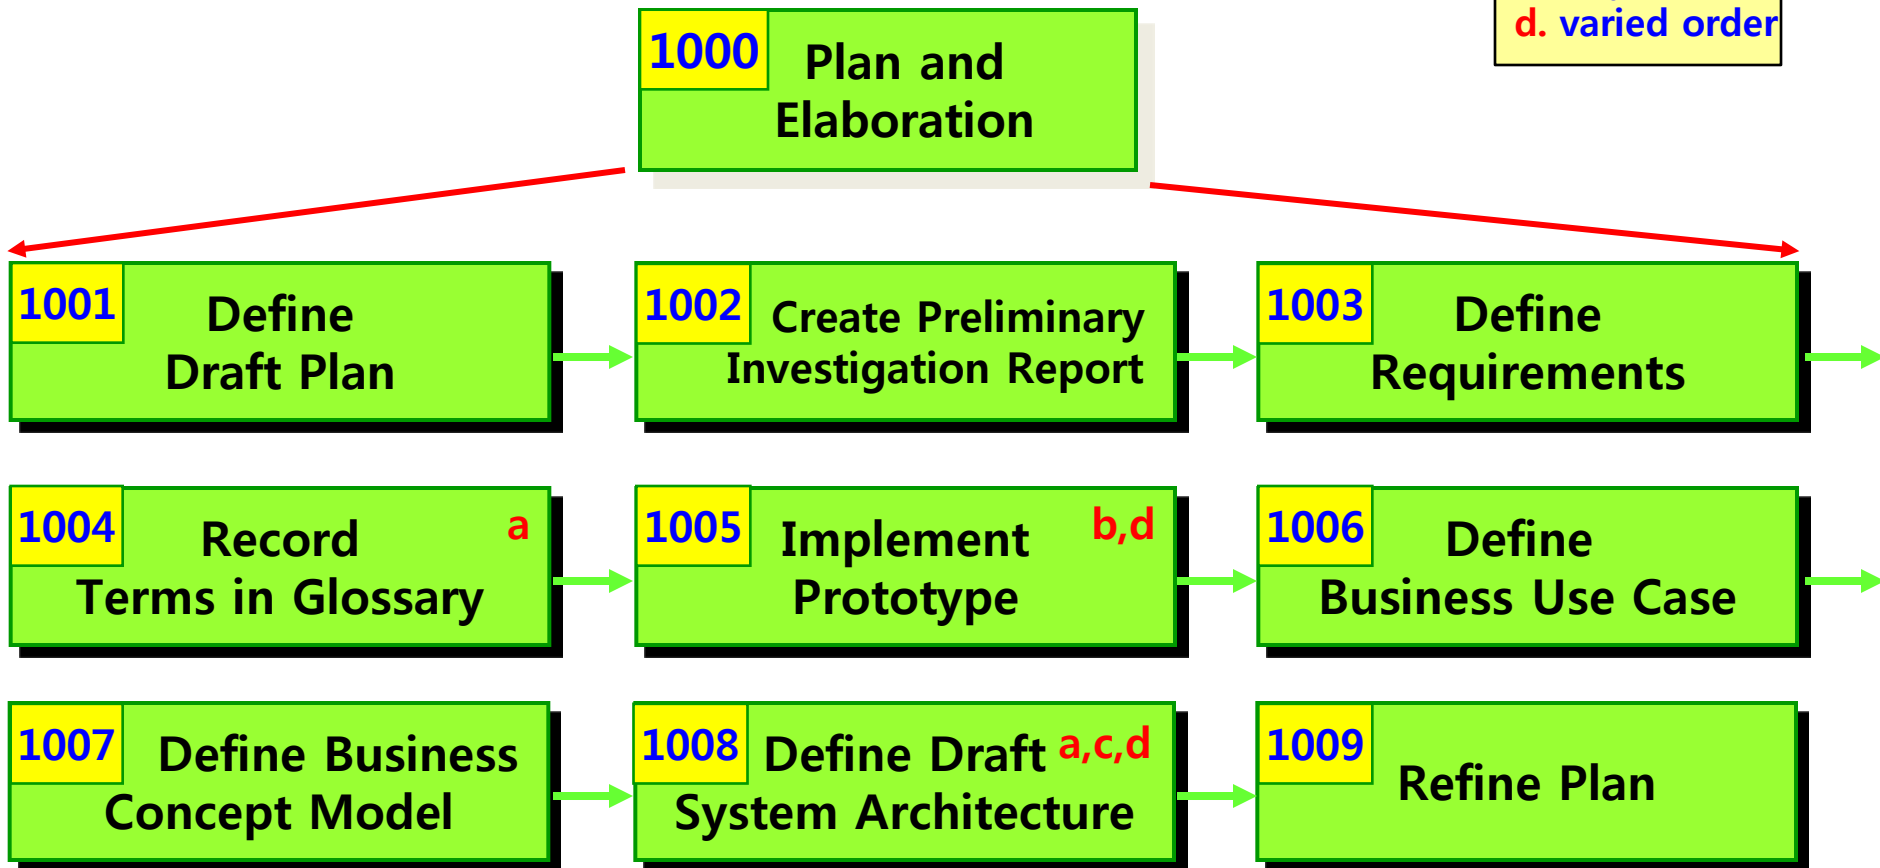 d. varied order
1000
Plan and
Elaboration
1001
Define
Draft Plan
1002
Create Preliminary
Investigation Report
1003
Define
Requirements
1004
Record
a
Terms in Glossary
1005
Implement
b,d
Prototype
1006
Define
Business Use Case
1007
Define Business
Concept Model
1008
Define Draft
a,c,d
System Architecture
1009
Refine Plan